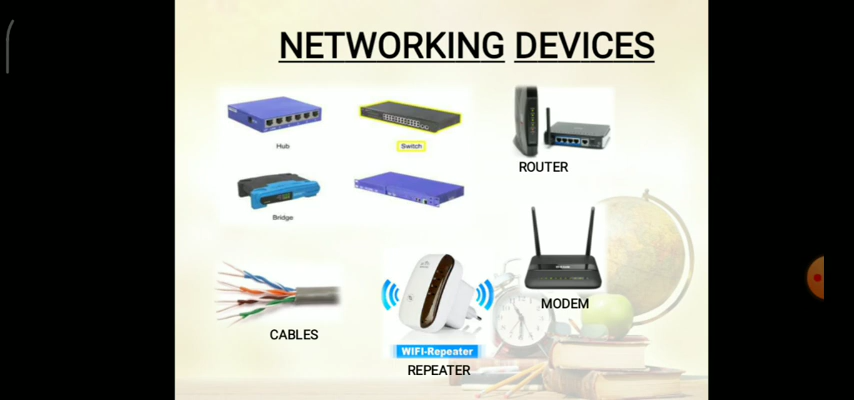 NETWORKING DEVICES
Hub
Switch
ROUTER
Bridge
MODEM
CABLES
WIFI-Repeater
REPEATER